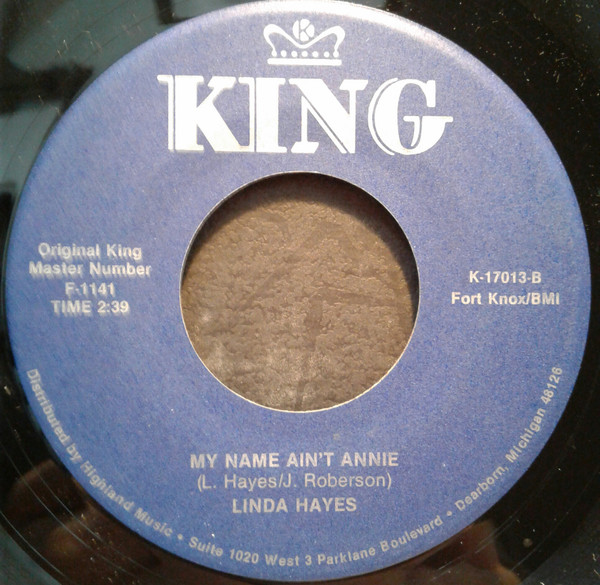 K
KING
Original King
Master Number
F-1141
TIME 2:39
K-17013-B
Fort Knox/BMI
MY NAME AIN'T ANNIE
(L. Hayes/J. Roberson)
LINDA HAYES
Distributed by Highland Music • Suite 1020 West 3 Parklane Boulevard • Dearborn, Michigan 48126